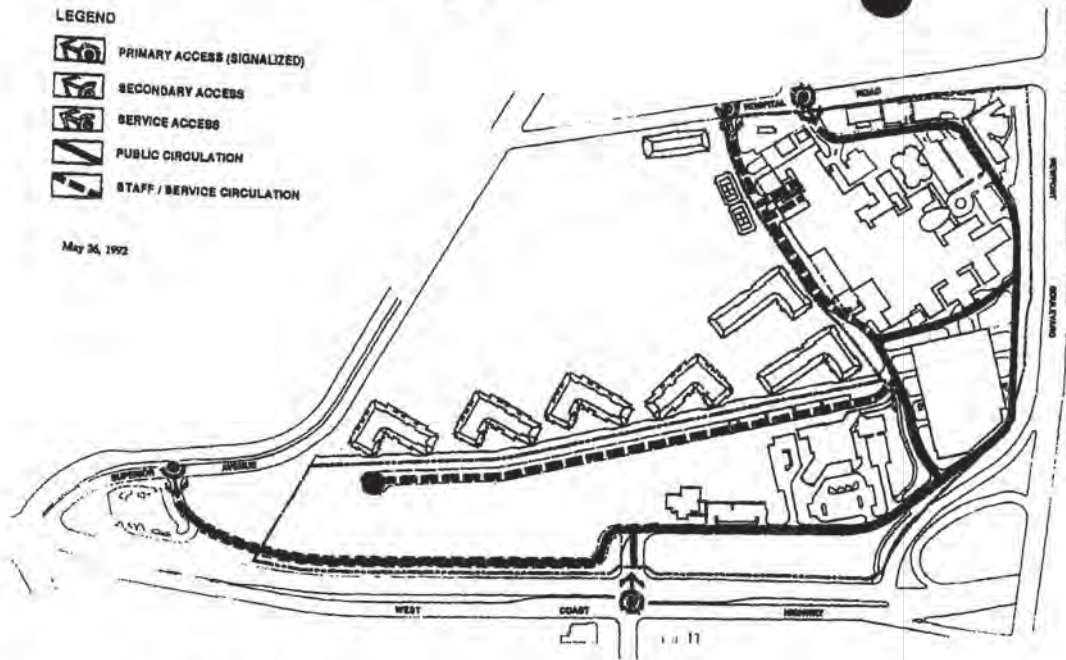 LEGEND
PRIMARY ACCESS (SIGNALIZED)
SECONDARY ACCESS
SERVICE ACCESS
PUBLIC CIRCULATION
STAFF / SERVICE CIRCULATION
May 26, 1992
HOSPITAL ROAD
NEWPORT BOULEVARD
SUPERIOR AVENUE
WEST COAST HIGHWAY